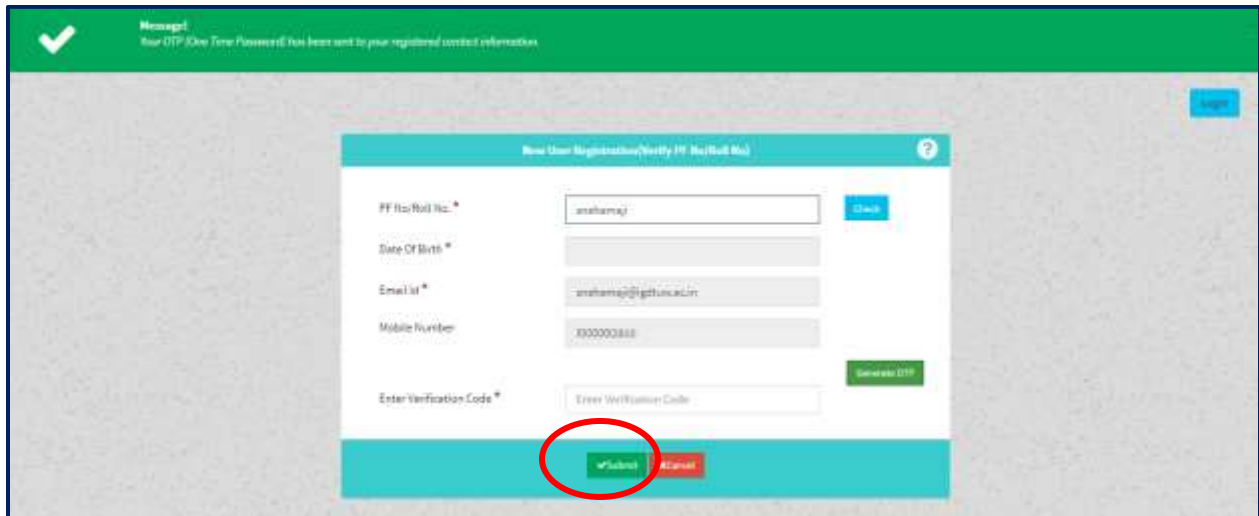 Message!
Your OTP (One Time Password) has been sent to your registered contact information.
Login
New User Registration(Verify PF No/Roll No)
?
PF No/Roll No. *
Check
Date Of Birth *
Email Id *
Mobile Number
Generate OTP
Enter Verification Code *
Enter Verification Code
Submit
Cancel